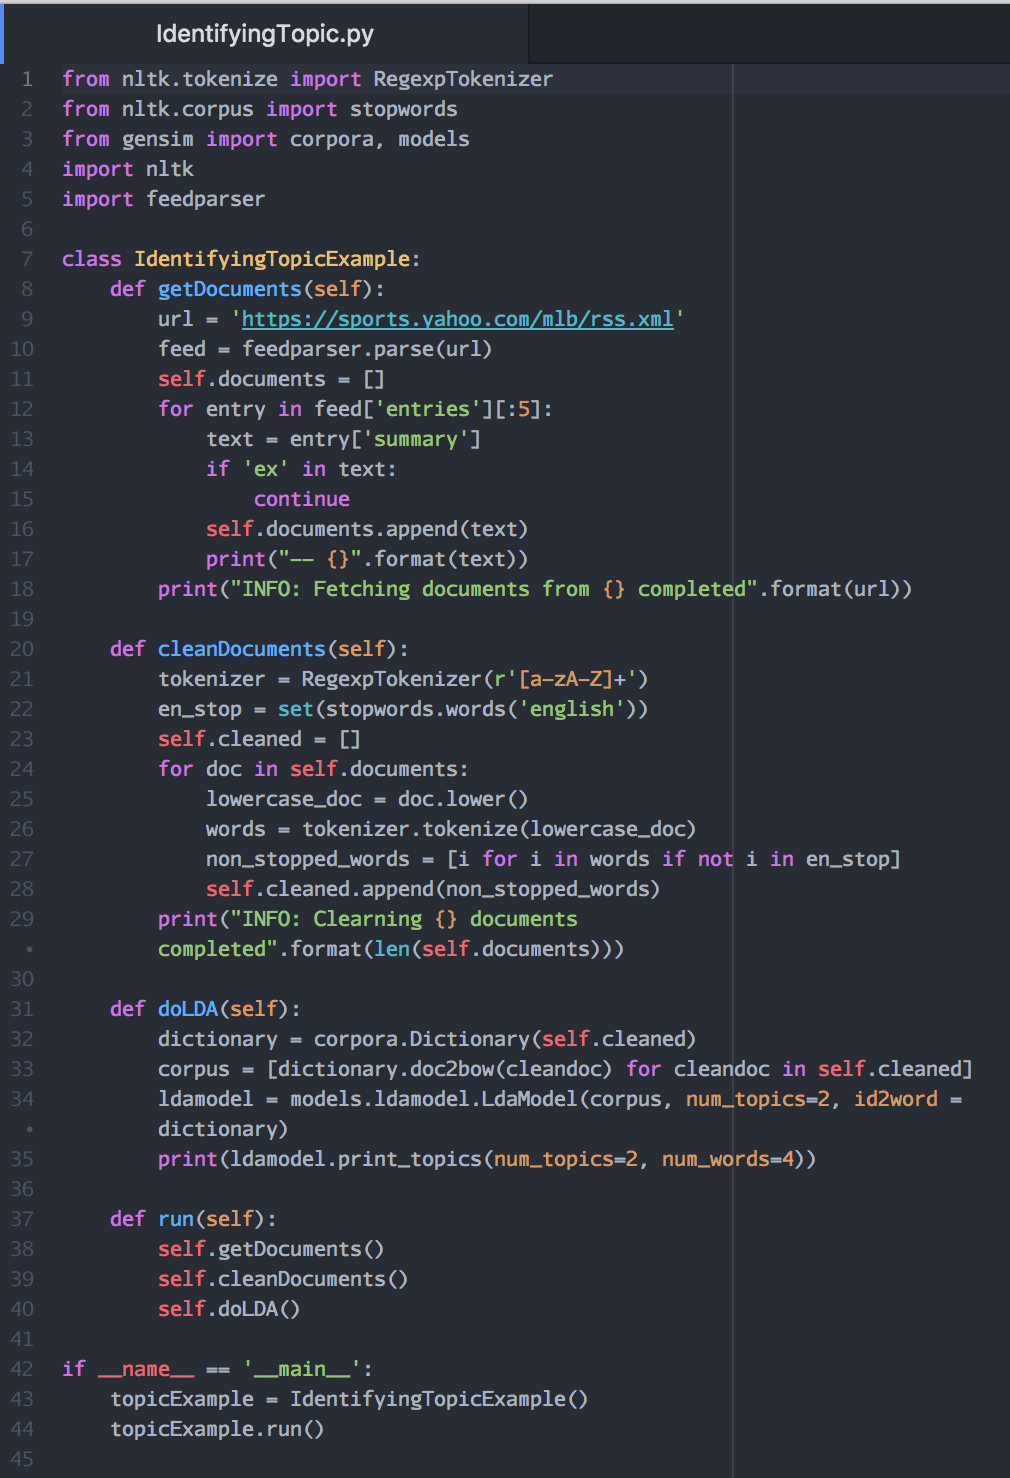 IdentifyingTopic.py
1 from nltk.tokenize import RegexpTokenizer
2 from nltk.corpus import stopwords
3 from gensim import corpora, models
4 import nltk
5 import feedparser
6
7 class IdentifyingTopicExample:
8     def getDocuments(self):
9         url = 'https://sports.yahoo.com/mlb/rss.xml'
10         feed = feedparser.parse(url)
11         self.documents = []
12         for entry in feed['entries'][:5]:
13             text = entry['summary']
14             if 'ex' in text:
15                 continue
16             self.documents.append(text)
17             print("-- {}".format(text))
18         print("INFO: Fetching documents from {} completed".format(url))
19
20     def cleanDocuments(self):
21         tokenizer = RegexpTokenizer(r'[a-zA-Z]+')
22         en_stop = set(stopwords.words('english'))
23         self.cleaned = []
24         for doc in self.documents:
25             lowercase_doc = doc.lower()
26             words = tokenizer.tokenize(lowercase_doc)
27             non_stopped_words = [i for i in words if not i in en_stop]
28             self.cleaned.append(non_stopped_words)
29         print("INFO: Clearning {} documents
•         completed".format(len(self.documents)))
30
31     def doLDA(self):
32         dictionary = corpora.Dictionary(self.cleaned)
33         corpus = [dictionary.doc2bow(cleandoc) for cleandoc in self.cleaned]
34         ldamodel = models.ldamodel.LdaModel(corpus, num_topics=2, id2word =
•         dictionary)
35         print(ldamodel.print_topics(num_topics=2, num_words=4))
36
37     def run(self):
38         self.getDocuments()
39         self.cleanDocuments()
40         self.doLDA()
41
42 if __name__ == '__main__':
43     topicExample = IdentifyingTopicExample()
44     topicExample.run()
45